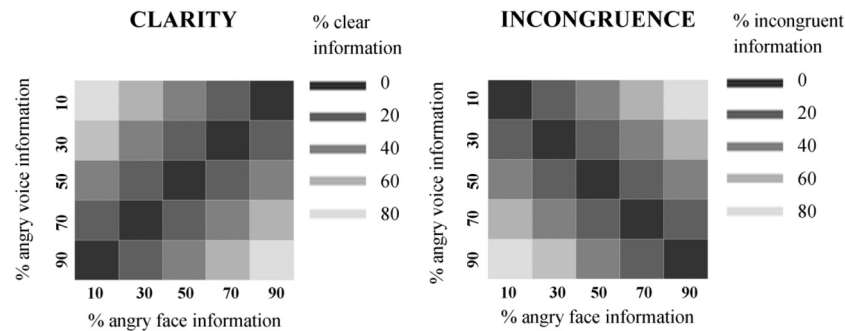 CLARITY
% clear
information
0
20
40
60
80
% angry voice information
10
30
50
70
90
10 30 50 70 90
% angry face information
INCONGRUENCE
% incongruent
information
0
20
40
60
80
% angry voice information
10
30
50
70
90
10 30 50 70 90
% angry face information